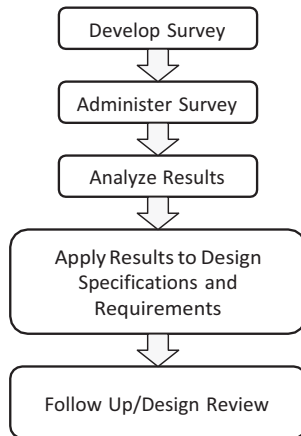 Develop Survey
Administer Survey
Analyze Results
Apply Results to Design
Specifications and
Requirements
Follow Up/Design Review